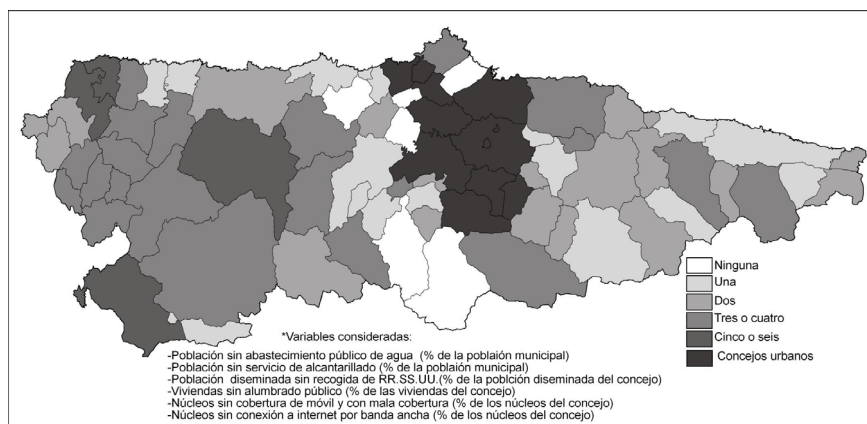 Ninguna
Una
Dos
Tres o cuatro
Cinco o seis
Concejos urbanos
*Variables consideradas:
-Población sin abastecimiento público de agua (% de la poblaión municipal)
-Población sin servicio de alcantarillado (% de la poblaión municipal)
-Población diseminada sin recogida de RR.SS.UU.(% de la poblción diseminada del concejo)
-Viviendas sin alumbrado público (% de las viviendas del concejo)
-Núcleos sin cobertura de móvil y con mala cobertura (% de los núcleos del concejo)
-Núcleos sin conexión a internet por banda ancha (% de los núcleos del concejo)